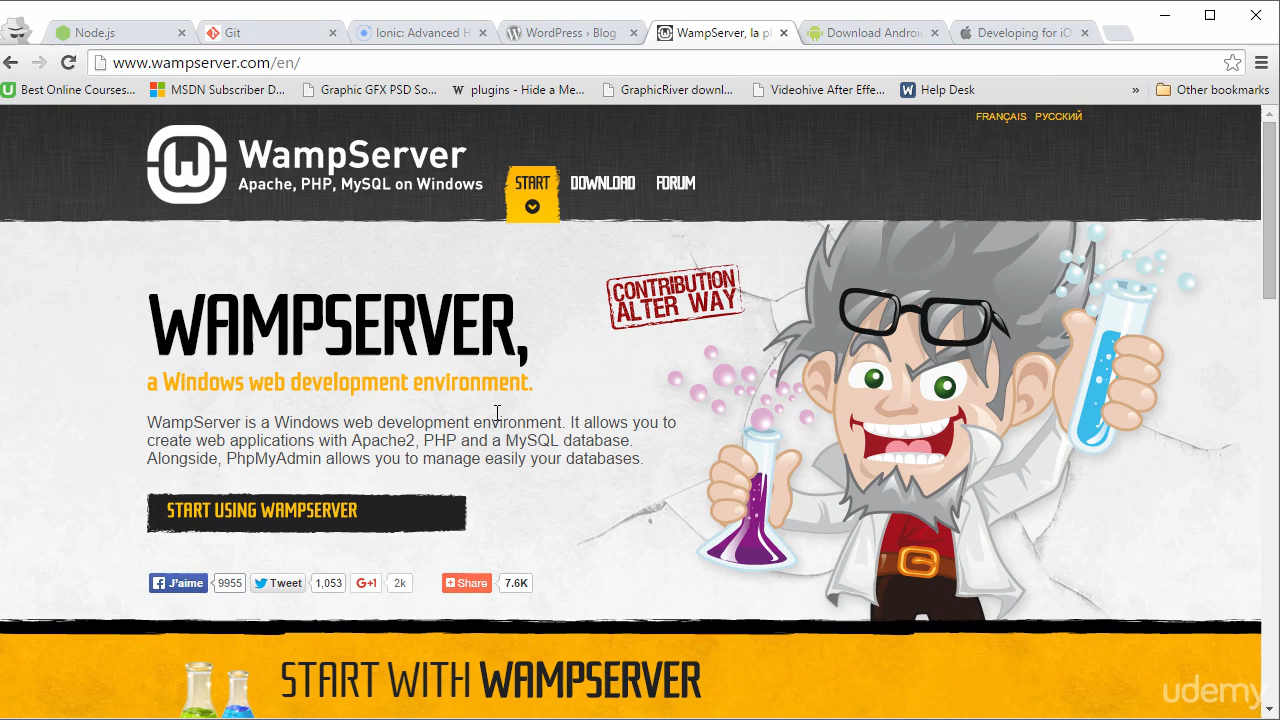 Node.js
Git
Ionic: Advanced H
WordPress › Blog
WampServer, la pl
Download Androi
Developing for iO
www.wampserver.com/en/
Best Online Courses...
MSDN Subscriber D...
Graphic GFX PSD So...
plugins - Hide a Me...
GraphicRiver downl...
Videohive After Effe...
Help Desk
»
Other bookmarks
FRANÇAIS РУССКИЙ
WampServer
Apache, PHP, MySQL on Windows
START
DOWNLOAD
FORUM
CONTRIBUTION
ALTER WAY
WAMPSERVER,
a Windows web development environment.
WampServer is a Windows web development environment. It allows you to
create web applications with Apache2, PHP and a MySQL database.
Alongside, PhpMyAdmin allows you to manage easily your databases.
START USING WAMPSERVER
J'aime 9955 Tweet 1,053 G+1 2k Share 7.6K
START WITH WAMPSERVER
udemy